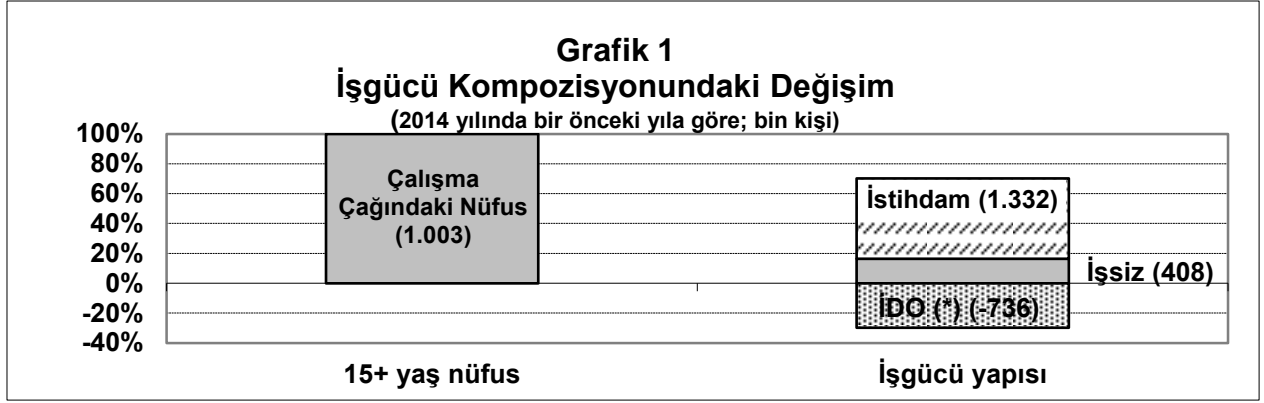 Grafik 1
İşgücü Kompozisyonundaki Değişim
(2014 yılında bir önceki yıla göre; bin kişi)
100%
80%
60%
40%
20%
0%
-20%
-40%
Çalışma
Çağındaki Nüfus
(1.003)
İstihdam (1.332)
İşsiz (408)
İDO (*) (-736)
15+ yaş nüfus
İşgücü yapısı